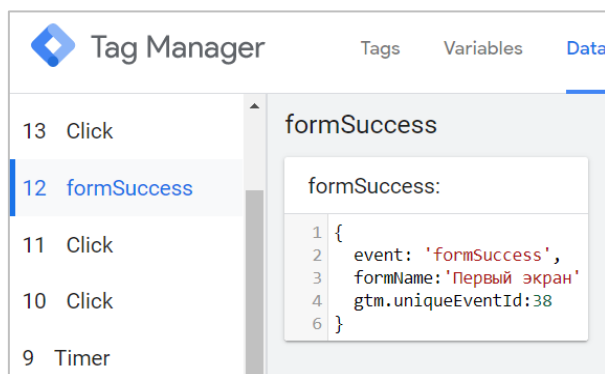 Tag Manager
Tags Variables Data
13 Click
12 formSuccess
11 Click
10 Click
9 Timer
formSuccess
formSuccess:
1 {
2 event: 'formSuccess',
3 formName:'Первый экран'
4 gtm.uniqueEventId:38
6 }